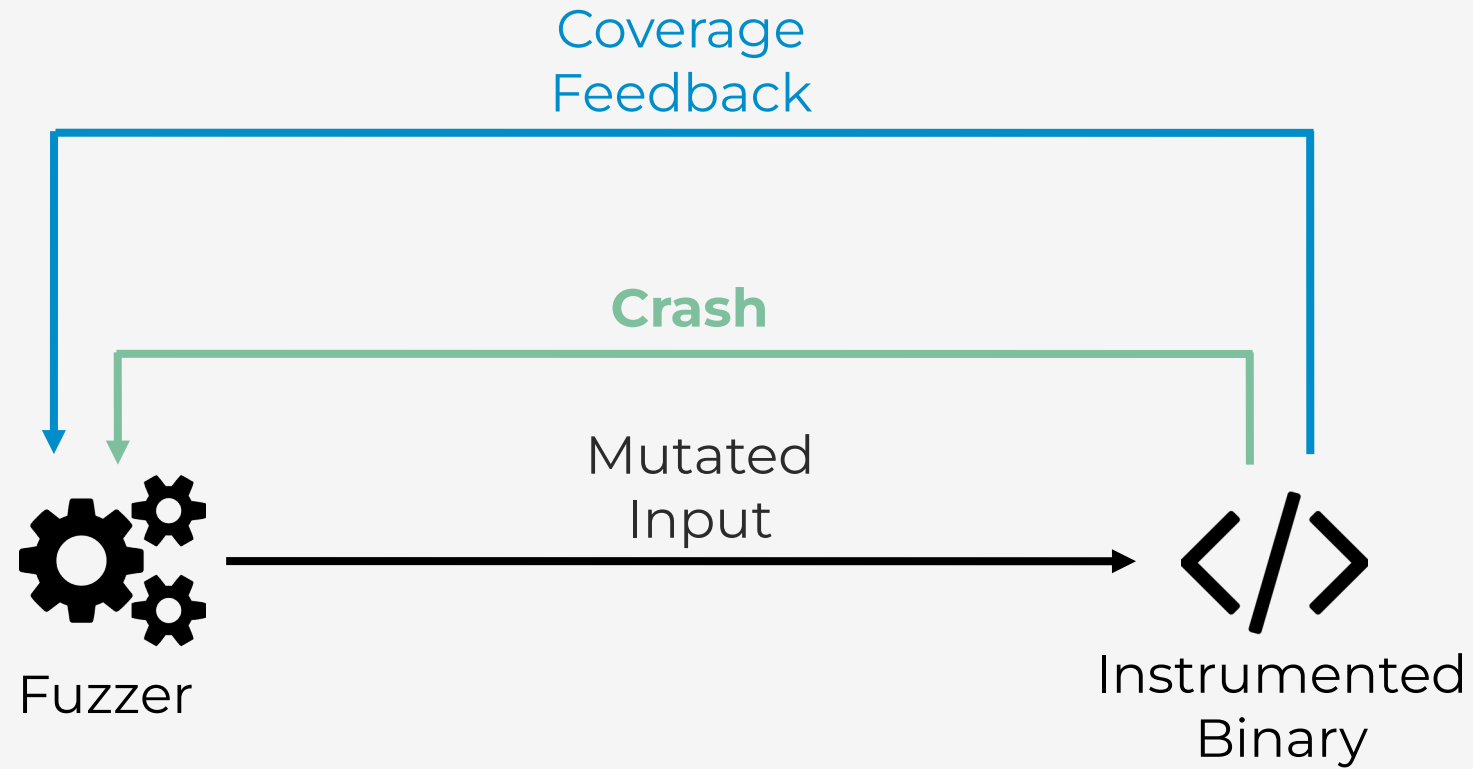 Coverage
Feedback
Crash
Mutated
Input
Fuzzer
Instrumented
Binary